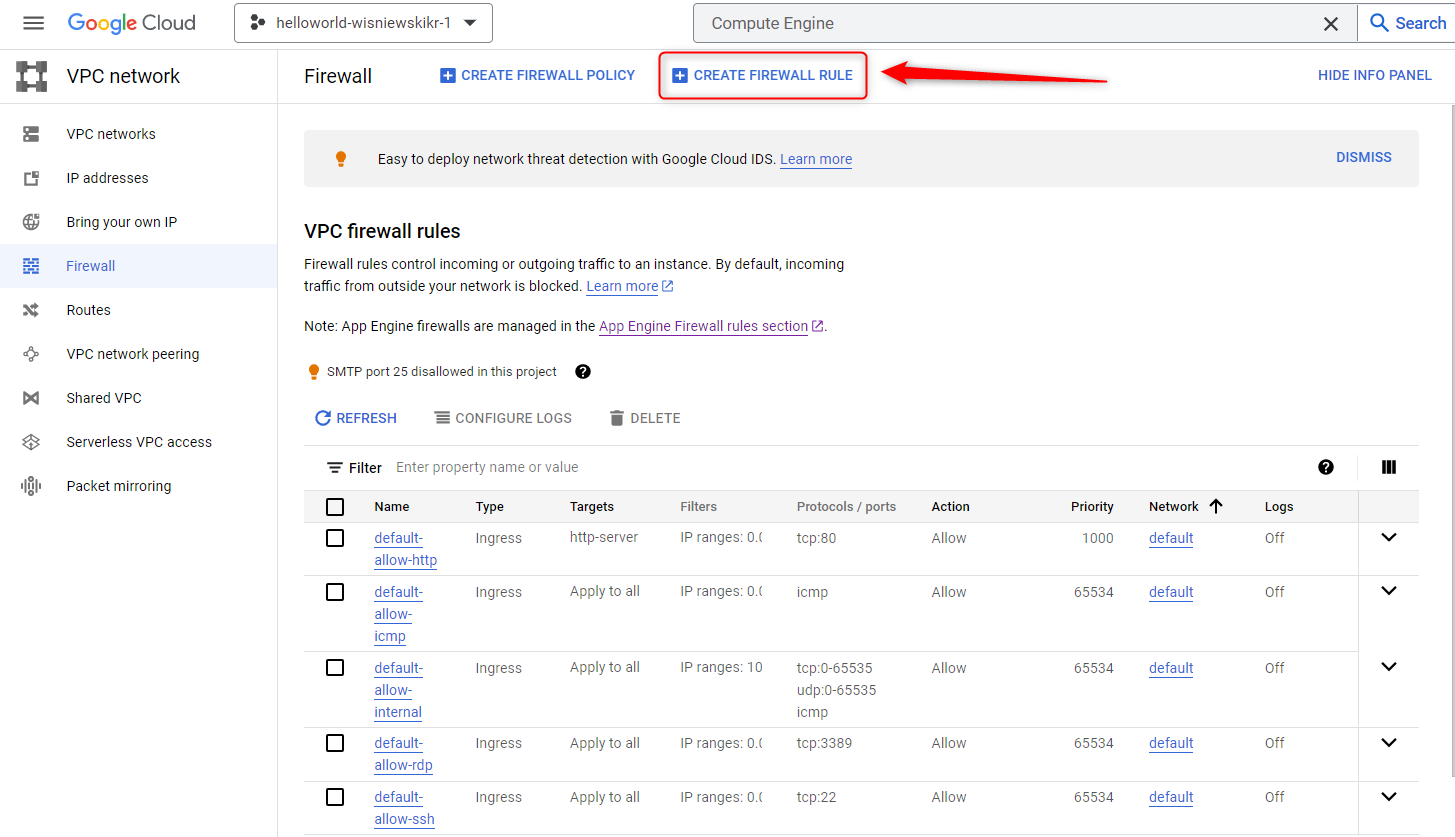 Google Cloud
helloworld-wisniewskikr-1
Compute Engine
Search
VPC network
Firewall
CREATE FIREWALL POLICY
CREATE FIREWALL RULE
HIDE INFO PANEL
VPC networks
IP addresses
Bring your own IP
Firewall
Routes
VPC network peering
Shared VPC
Serverless VPC access
Packet mirroring
Easy to deploy network threat detection with Google Cloud IDS. Learn more
DISMISS
VPC firewall rules
Firewall rules control incoming or outgoing traffic to an instance. By default, incoming
traffic from outside your network is blocked. Learn more
Note: App Engine firewalls are managed in the App Engine Firewall rules section.
SMTP port 25 disallowed in this project
REFRESH CONFIGURE LOGS DELETE
Filter Enter property name or value
Name Type Targets Filters Protocols / ports Action Priority Network Logs
default- Ingress http-server IP ranges: 0.0 tcp:80 Allow 1000 default Off
allow-http
default- Ingress Apply to all IP ranges: 0.0 icmp Allow 65534 default Off
allow-
icmp
default- Ingress Apply to all IP ranges: 10 tcp:0-65535 Allow 65534 default Off
allow- udp:0-65535
internal icmp
default- Ingress Apply to all IP ranges: 0.0 tcp:3389 Allow 65534 default Off
allow-rdp
default- Ingress Apply to all IP ranges: 0.0 tcp:22 Allow 65534 default Off
allow-ssh